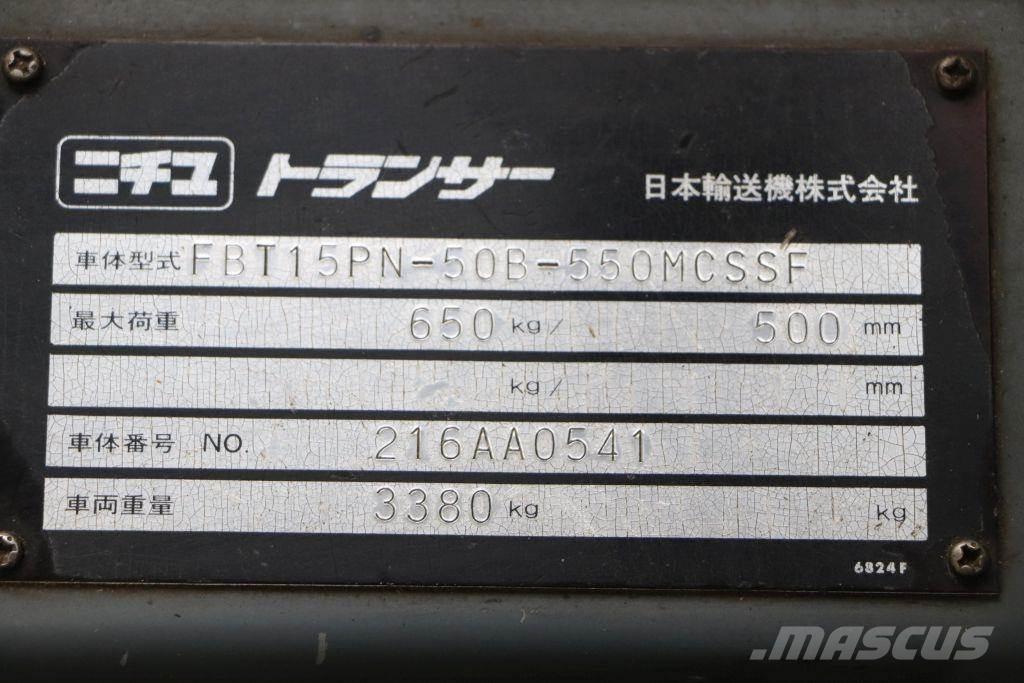 ニチユ トランサー 日本輸送機株式会社
車体型式 FBT15PN-50B-550MCSSF
最大荷重 650 kg/ 500 mm
kg/ mm
車体番号 NO. 216AA0541
車両重量 3380 kg kg
6824F
.MASCUS